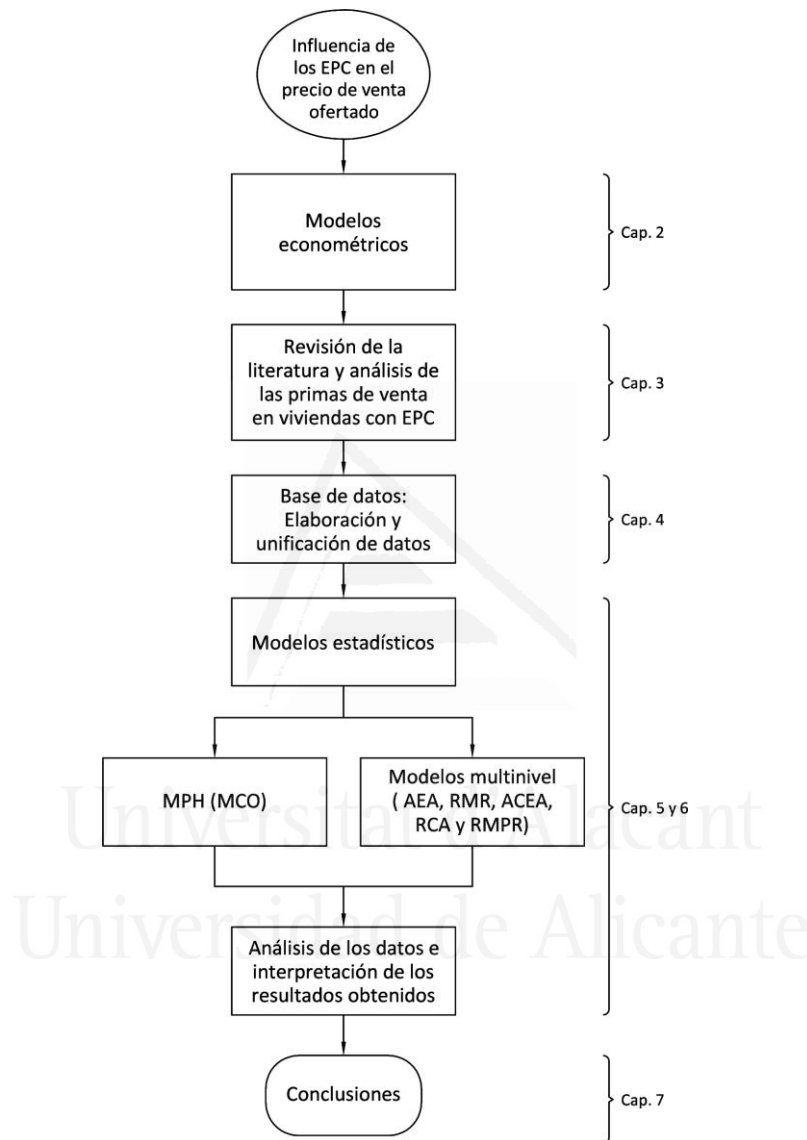 Influencia de
los EPC en el
precio de venta
ofertado
Modelos
econométricos
Cap. 2
Revisión de la
literatura y análisis de
las primas de venta
en viviendas con EPC
Cap. 3
Base de datos:
Elaboración y
unificación de datos
Cap. 4
Modelos estadísticos
MPH (MCO)
Modelos multinivel
( AEA, RMR, ACEA,
RCA y RMPR)
Cap. 5 y 6
Universitat d'Alacant
Universidad de Alicante
Análisis de los datos e
interpretación de los
resultados obtenidos
Conclusiones
Cap. 7